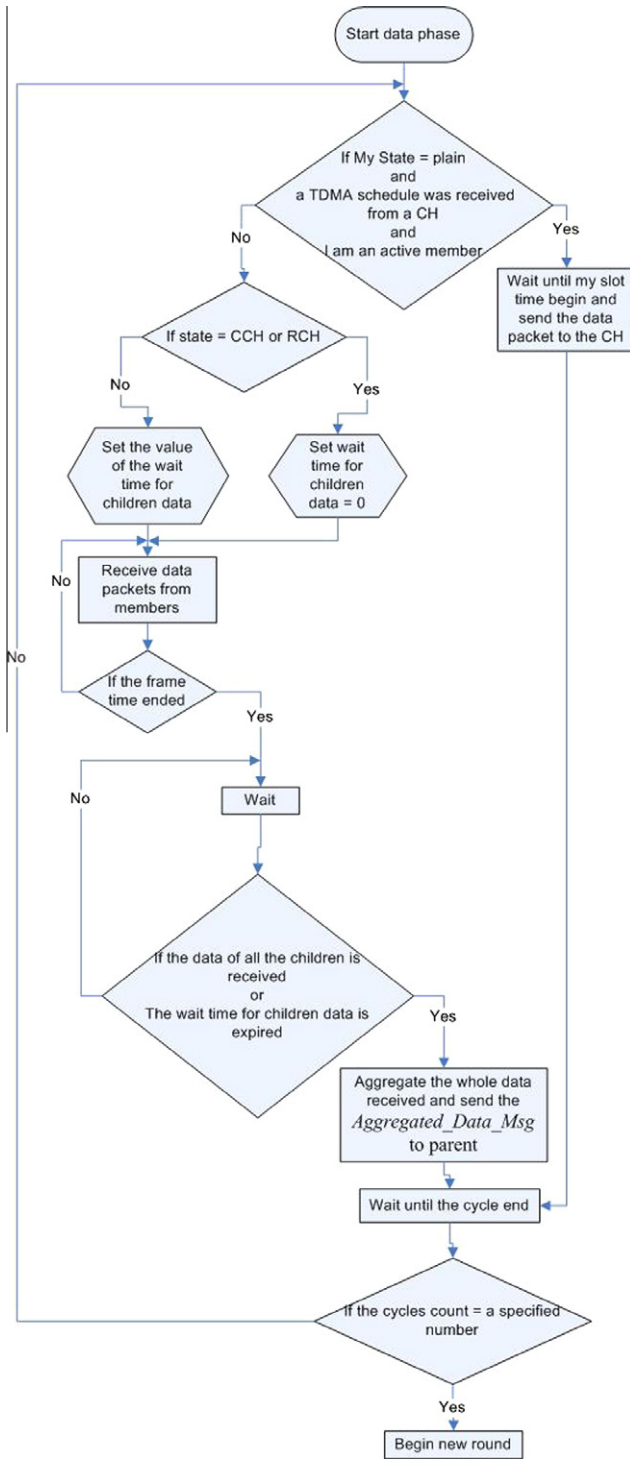 Start data phase
If My State = plain
and
a TDMA schedule was received
from a CH
and
I am an active member
No
Yes
Wait until my slot
time begin and
send the data
packet to the CH
If state = CCH or RCH
No
Yes
Set the value
of the wait
time for
children data
Set wait
time for
children
data = 0
No
Receive data
packets from
members
No
If the frame
time ended
Yes
No
Wait
If the data of all the children is
received
or
The wait time for children data is
expired
Yes
Aggregate the whole data
received and send the
Aggregated_Data_Msg
to parent
Wait until the cycle end
If the cycles count = a specified
number
Yes
Begin new round